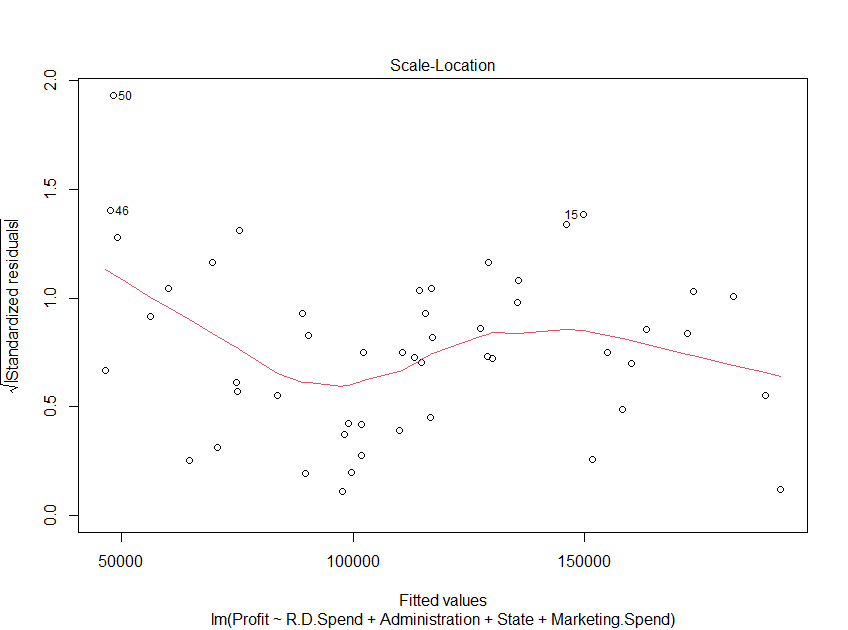 Scale-Location
2.0
1.5
1.0
0.5
0.0
√|Standardized residuals|
50
46
15
50000 100000 150000
Fitted values
lm(Profit ~ R.D.Spend + Administration + State + Marketing.Spend)